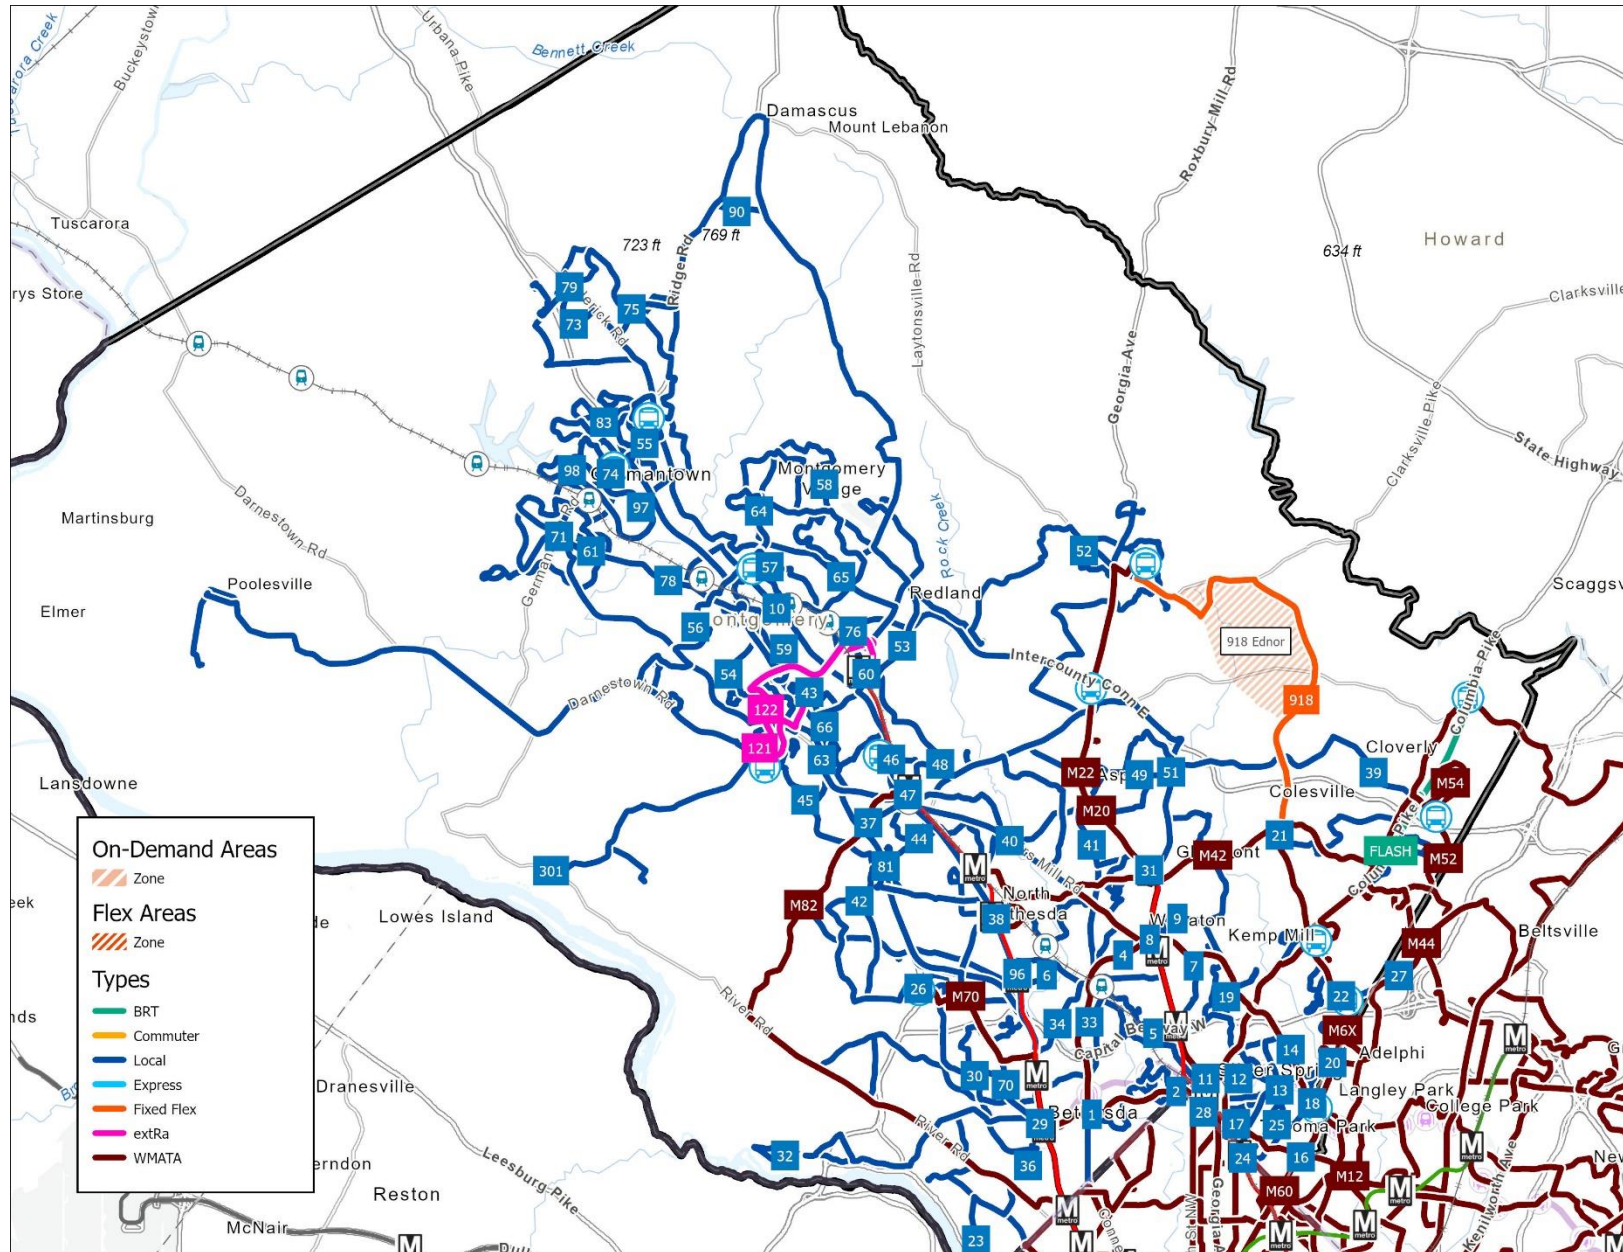 Bennett Creek
Buckeystow
Urbana Pike
Damascus
Mount Lebanon
Roxbury Mill Rd
Tuscarora
90
723 ft
769 ft
Howard
634 ft
Ridge Rd
Laytonsville Rd
rys Store
79
75
73
Clarksville
Georgia Ave
Clarksville Pike
State Highway
83
55
98
74
97
Montgomery
58
64
Martinsburg
Darnestown Rd
Rock Creek
71
61
52
57
78
65
Poolesville
Redland
Scaggsv
Elmer
10
56
76
53
59
918 Ednor
54
60
43
Intercounty Conn E
Columbia Pike
Darnestown Rd
918
122
66
121
63
46
48
Cloverly
39
M22
49
51
M54
Lansdowne
47
45
M20
Colesville
37
44
40
41
21
M42
FLASH
M52
On-Demand Areas
Zone
Flex Areas
Zone
Types
BRT
Commuter
Local
Express
Fixed Flex
extRa
WMATA
301
81
31
M
metro
North
M82
42
38
9
Lowes Island
8
4
Kemp Mill
M44
Beltsville
7
96
6
27
26
M70
19
22
River Rd
34
33
5
M6X
14
20
Adelphi
Dranesville
30
70
11
12
13
Langley Park
2
18
College Park
29
1
28
17
25
River Rd
32
36
24
16
M12
Leesburg Pike
Reston
M60
McNair
23
Kenilworth Ave